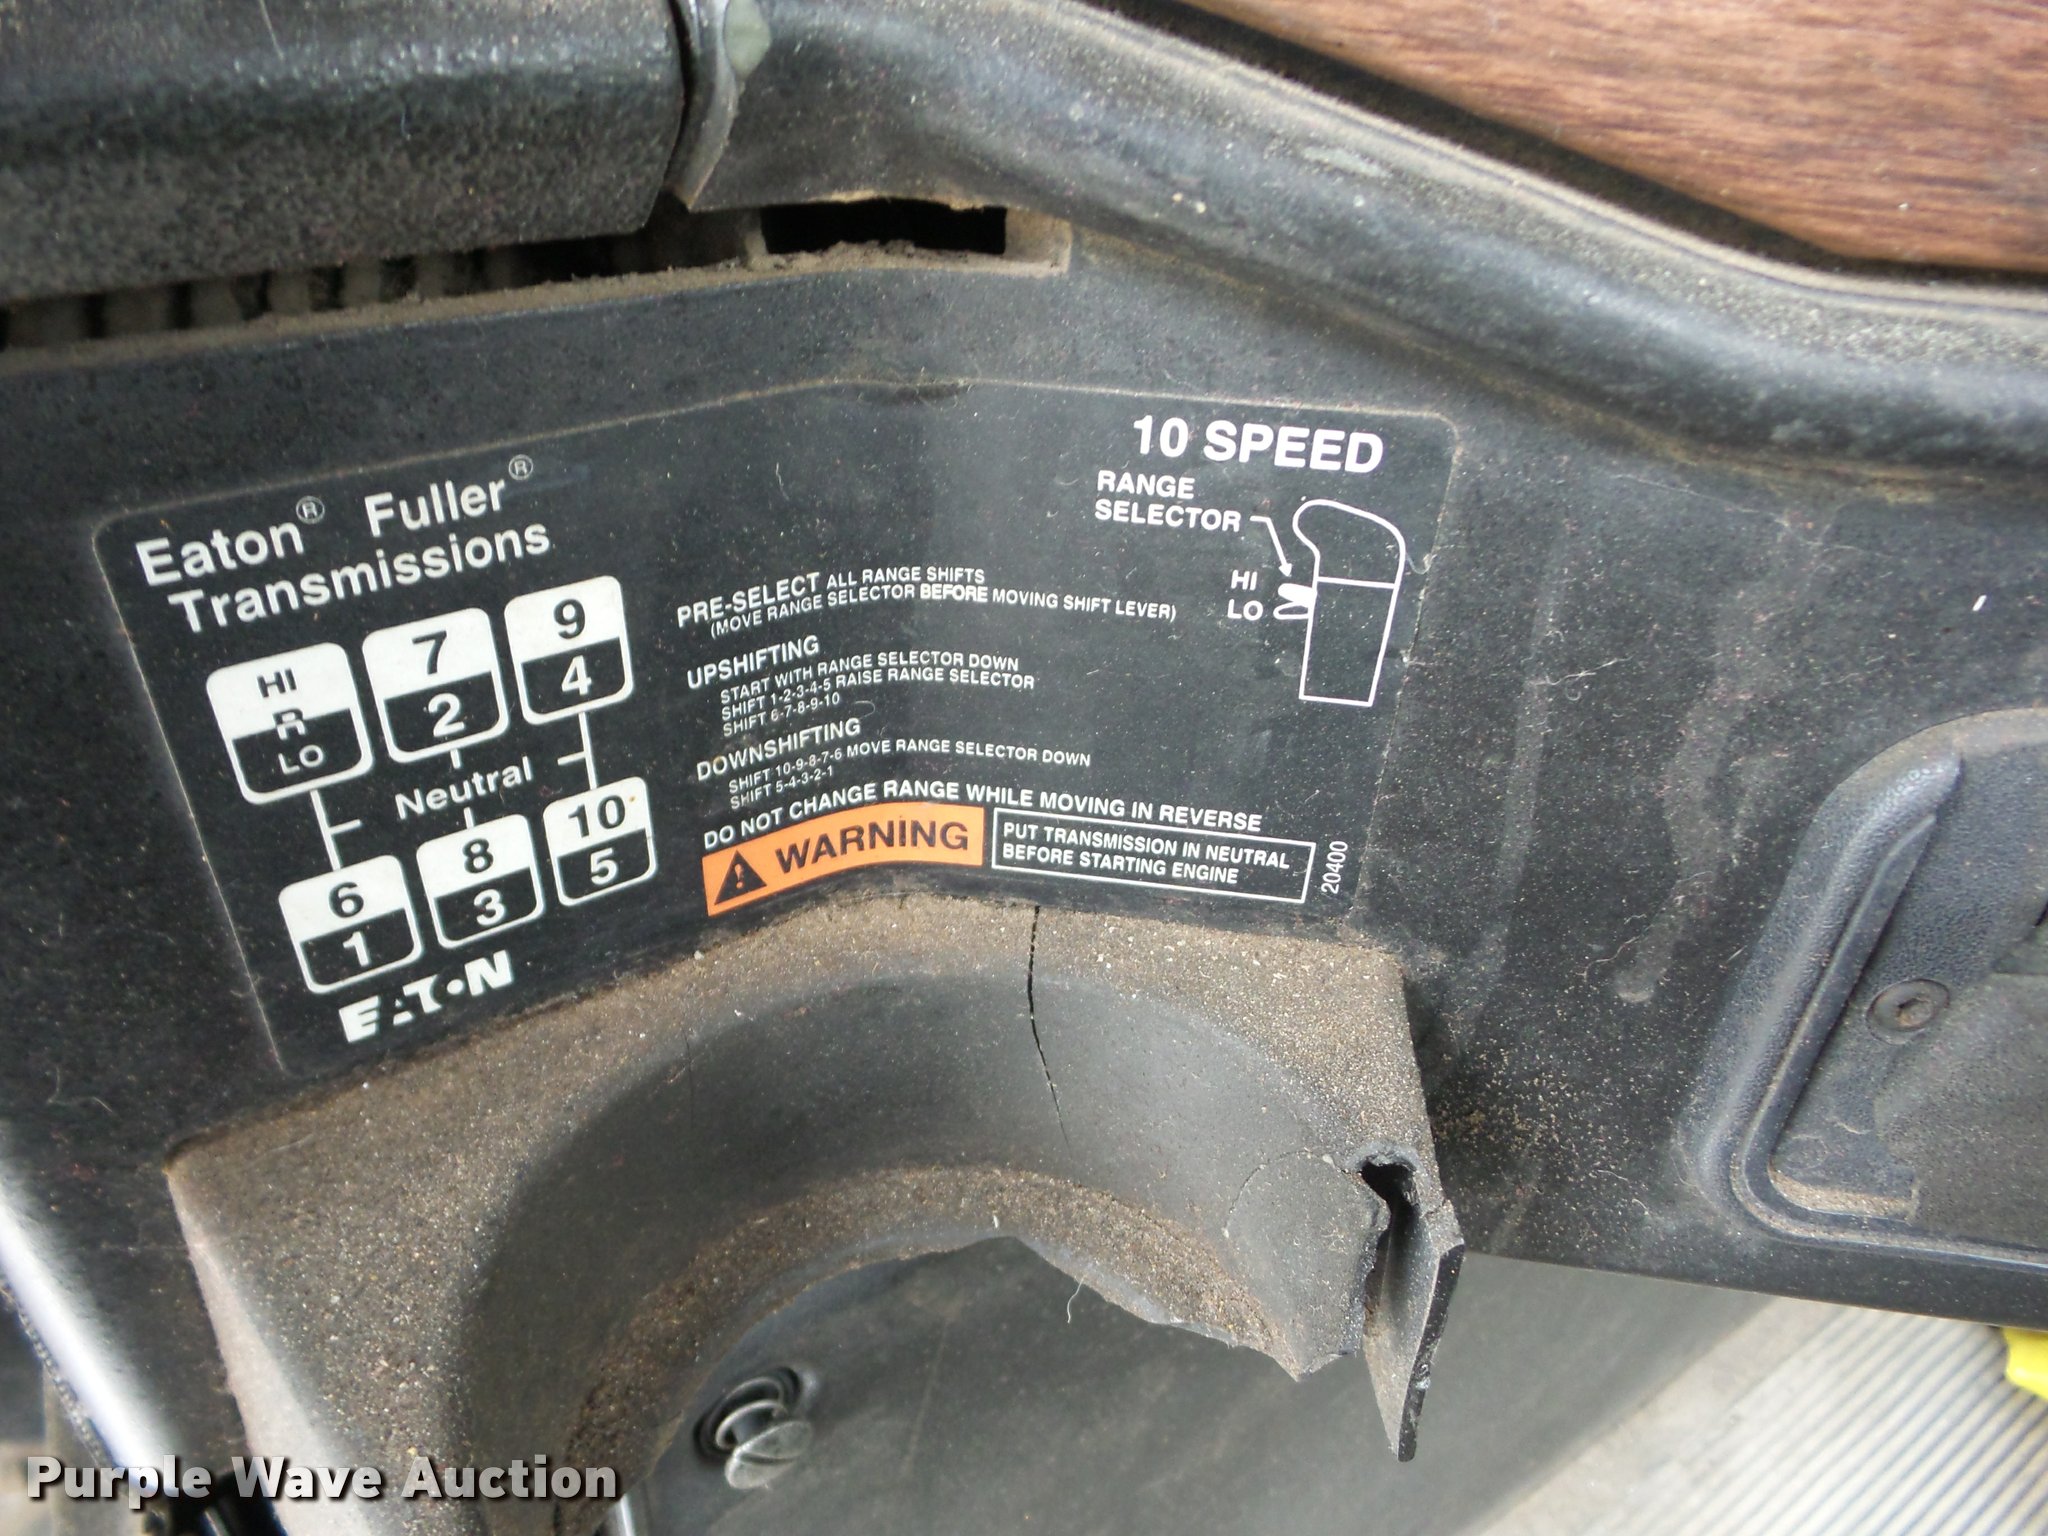 Eaton® Fuller®
Transmissions
HI
R
LO
7
2
9
4
Neutral
6
1
8
3
10
5
EATON
10 SPEED
RANGE
SELECTOR
HI
LO
PRE-SELECT ALL RANGE SHIFTS
(MOVE RANGE SELECTOR BEFORE MOVING SHIFT LEVER)
UPSHIFTING
START WITH RANGE SELECTOR DOWN
SHIFT 1-2-3-4-5 RAISE RANGE SELECTOR
SHIFT 6-7-8-9-10
DOWNSHIFTING
SHIFT 10-9-8-7-6 MOVE RANGE SELECTOR DOWN
SHIFT 5-4-3-2-1
DO NOT CHANGE RANGE WHILE MOVING IN REVERSE
WARNING
PUT TRANSMISSION IN NEUTRAL
BEFORE STARTING ENGINE
20400
Purple Wave Auction